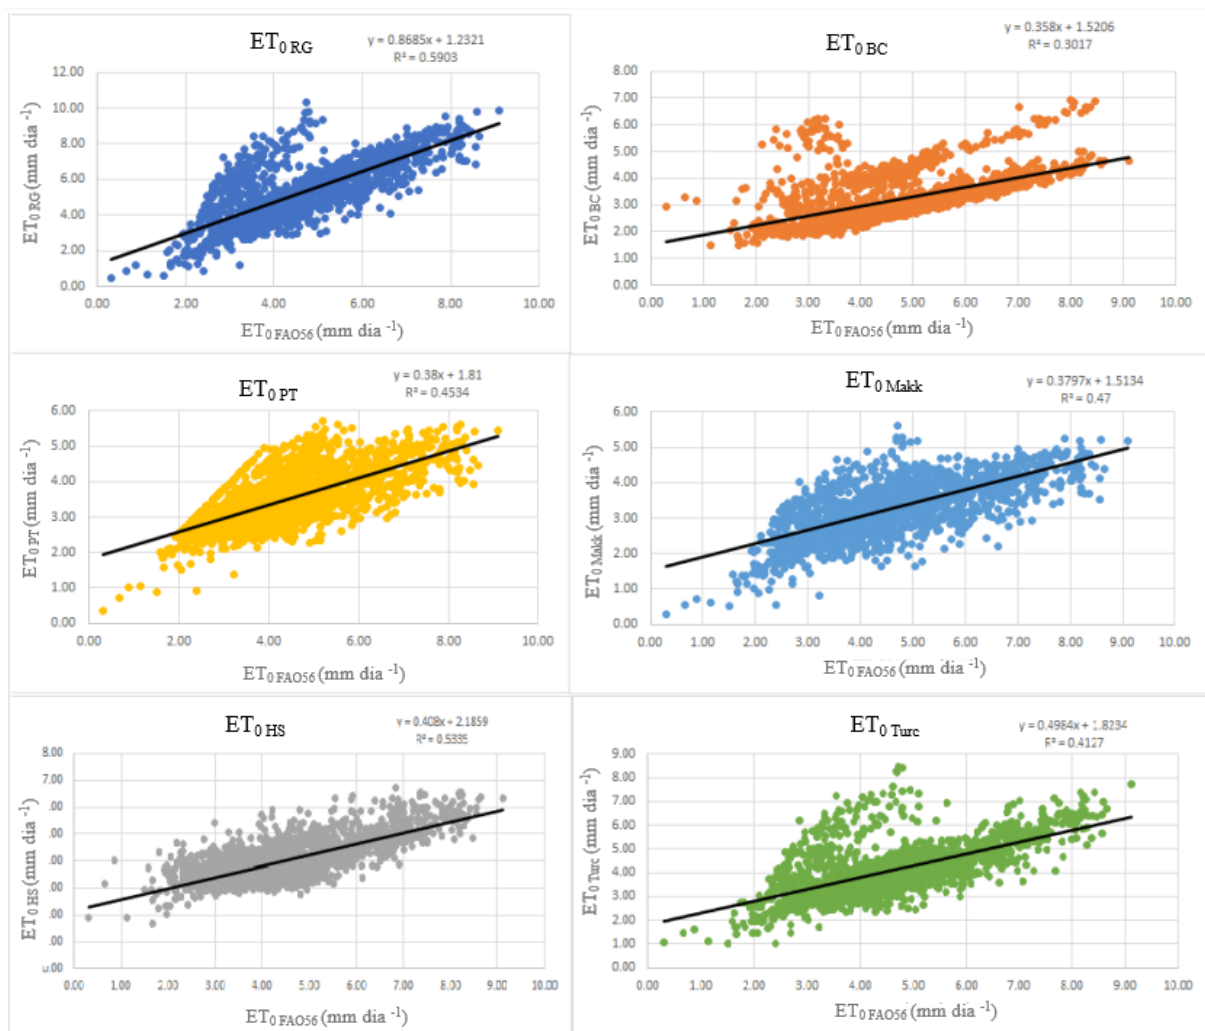 ET0 RG
y = 0.8685x + 1.2321
R² = 0.5903
12.00
10.00
8.00
6.00
4.00
2.00
0.00
ET0 RG (mm dia -1)
0.00 2.00 4.00 6.00 8.00 10.00
ET0 FAO56 (mm dia -1)
ET0 BC
y = 0.358x + 1.5206
R² = 0.3017
8.00
7.00
6.00
5.00
4.00
3.00
2.00
1.00
0.00
ET0 BC (mm dia -1)
0.00 1.00 2.00 3.00 4.00 5.00 6.00 7.00 8.00 9.00 10.00
ET0 FAO56 (mm dia -1)
ET0 PT
y = 0.38x + 1.81
R² = 0.4534
6.00
5.00
4.00
3.00
2.00
1.00
0.00
ET0 PT (mm dia -1)
0.00 2.00 4.00 6.00 8.00 10.00
ET0 FAO56 (mm dia -1)
ET0 Makk
y = 0.3797x + 1.5134
R² = 0.47
6.00
5.00
4.00
3.00
2.00
1.00
0.00
ET0 Makk (mm dia -1)
0.00 1.00 2.00 3.00 4.00 5.00 6.00 7.00 8.00 9.00 10.00
ET0 FAO56 (mm dia -1)
ET0 HS
y = 0.408x + 2.1859
R² = 0.5335
8.00
7.00
.00
.00
.00
.00
.00
.00
0.00
ET0 HS (mm dia -1)
0.00 1.00 2.00 3.00 4.00 5.00 6.00 7.00 8.00 9.00 10.00
ET0 FAO56 (mm dia -1)
ET0 Turc
y = 0.4984x + 1.8234
R² = 0.4127
9.00
8.00
7.00
6.00
5.00
4.00
3.00
2.00
1.00
0.00
ET0 Turc (mm dia -1)
0.00 1.00 2.00 3.00 4.00 5.00 6.00 7.00 8.00 9.00 10.00
ET0 FAO56 (mm dia -1)